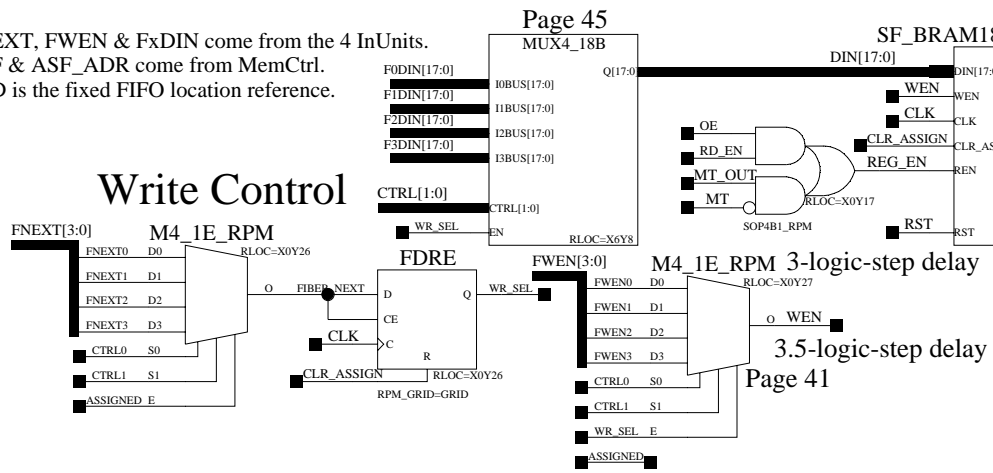 Page 45
EXT, FWEN & FxDIN come from the 4 InUnits.
& ASF_ADR come from MemCtrl.
is the fixed FIFO location reference.
MUX4_18B
SF_BRAM18
F0DIN[17:0]
I0BUS[17:0]
F1DIN[17:0]
I1BUS[17:0]
F2DIN[17:0]
I2BUS[17:0]
F3DIN[17:0]
I3BUS[17:0]
Q[17:0]
DIN[17:0]
DIN[17:0
WEN
WEN
CLK
CLK
CLR_ASSIGN
CLR_AS
OE
RD_EN
MT_OUT
MT
REG_EN
REN
RLOC=X0Y17
SOP4B1_RPM
RST
RST
CTRL[1:0]
CTRL[1:0]
WR_SEL
EN
RLOC=X6Y8
Write Control
FNEXT[3:0]
M4_1E_RPM
RLOC=X0Y26
FNEXT0 D0
FNEXT1 D1
FNEXT2 D2
FNEXT3 D3
CTRL0 S0
CTRL1 S1
ASSIGNED E
O
FIBER_NEXT
FDRE
D
CE
C
R
Q
WR_SEL
CLK
CLR_ASSIGN
RLOC=X0Y26
RPM_GRID=GRID
FWEN[3:0]
M4_1E_RPM
3-logic-step delay
RLOC=X0Y27
FWEN0 D0
FWEN1 D1
FWEN2 D2
FWEN3 D3
CTRL0 S0
CTRL1 S1
WR_SEL E
ASSIGNED
O
WEN
3.5-logic-step delay
Page 41